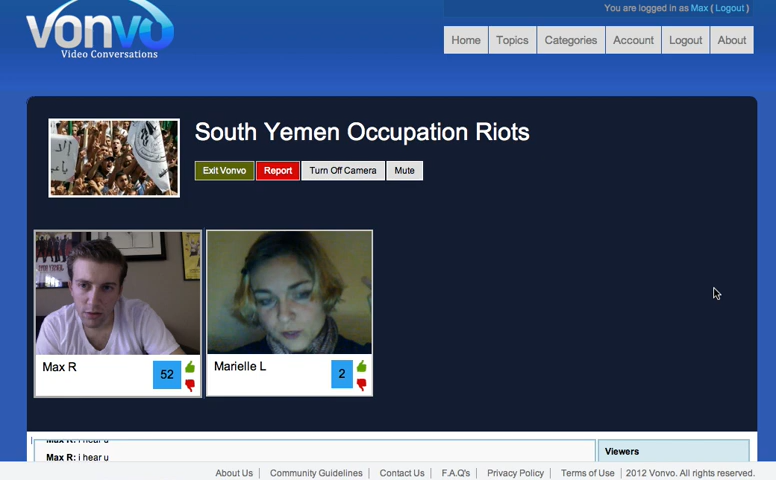 You are logged in as Max ( Logout )
vonvo
Video Conversations
Home Topics Categories Account Logout About
South Yemen Occupation Riots
Exit Vonvo Report Turn Off Camera Mute
Max R 52
Marielle L 2
Max R: i hear u
Max R: i hear u
Viewers
About Us | Community Guidelines | Contact Us | F.A.Q's | Privacy Policy | Terms of Use | 2012 Vonvo. All rights reserved.